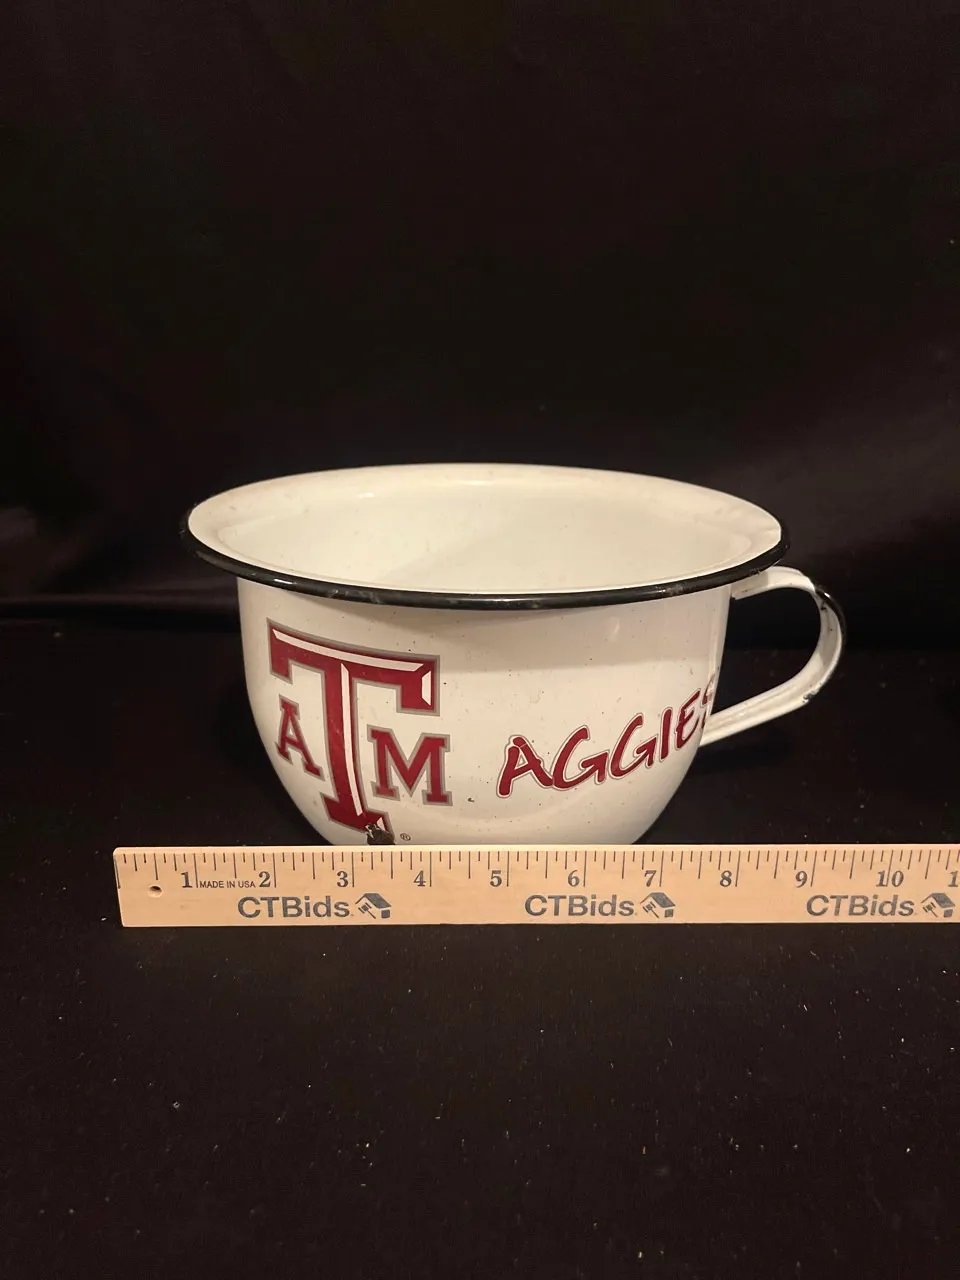 ATM
®
AGGIES
1 MADE IN USA 2 3 4 5 6 7 8 9 10
CTBids CTBids CTBids